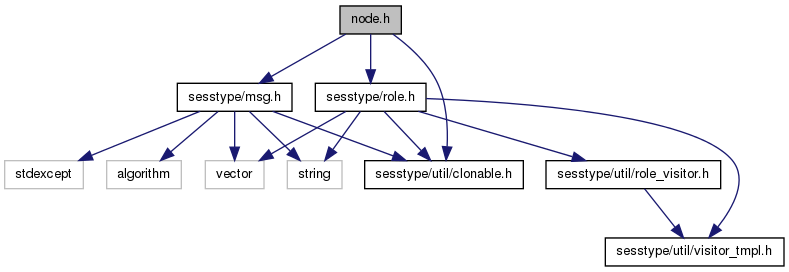 node.h
sesstype/msg.h
sesstype/role.h
stdexcept
algorithm
vector
string
sesstype/util/clonable.h
sesstype/util/role_visitor.h
sesstype/util/visitor_tmpl.h